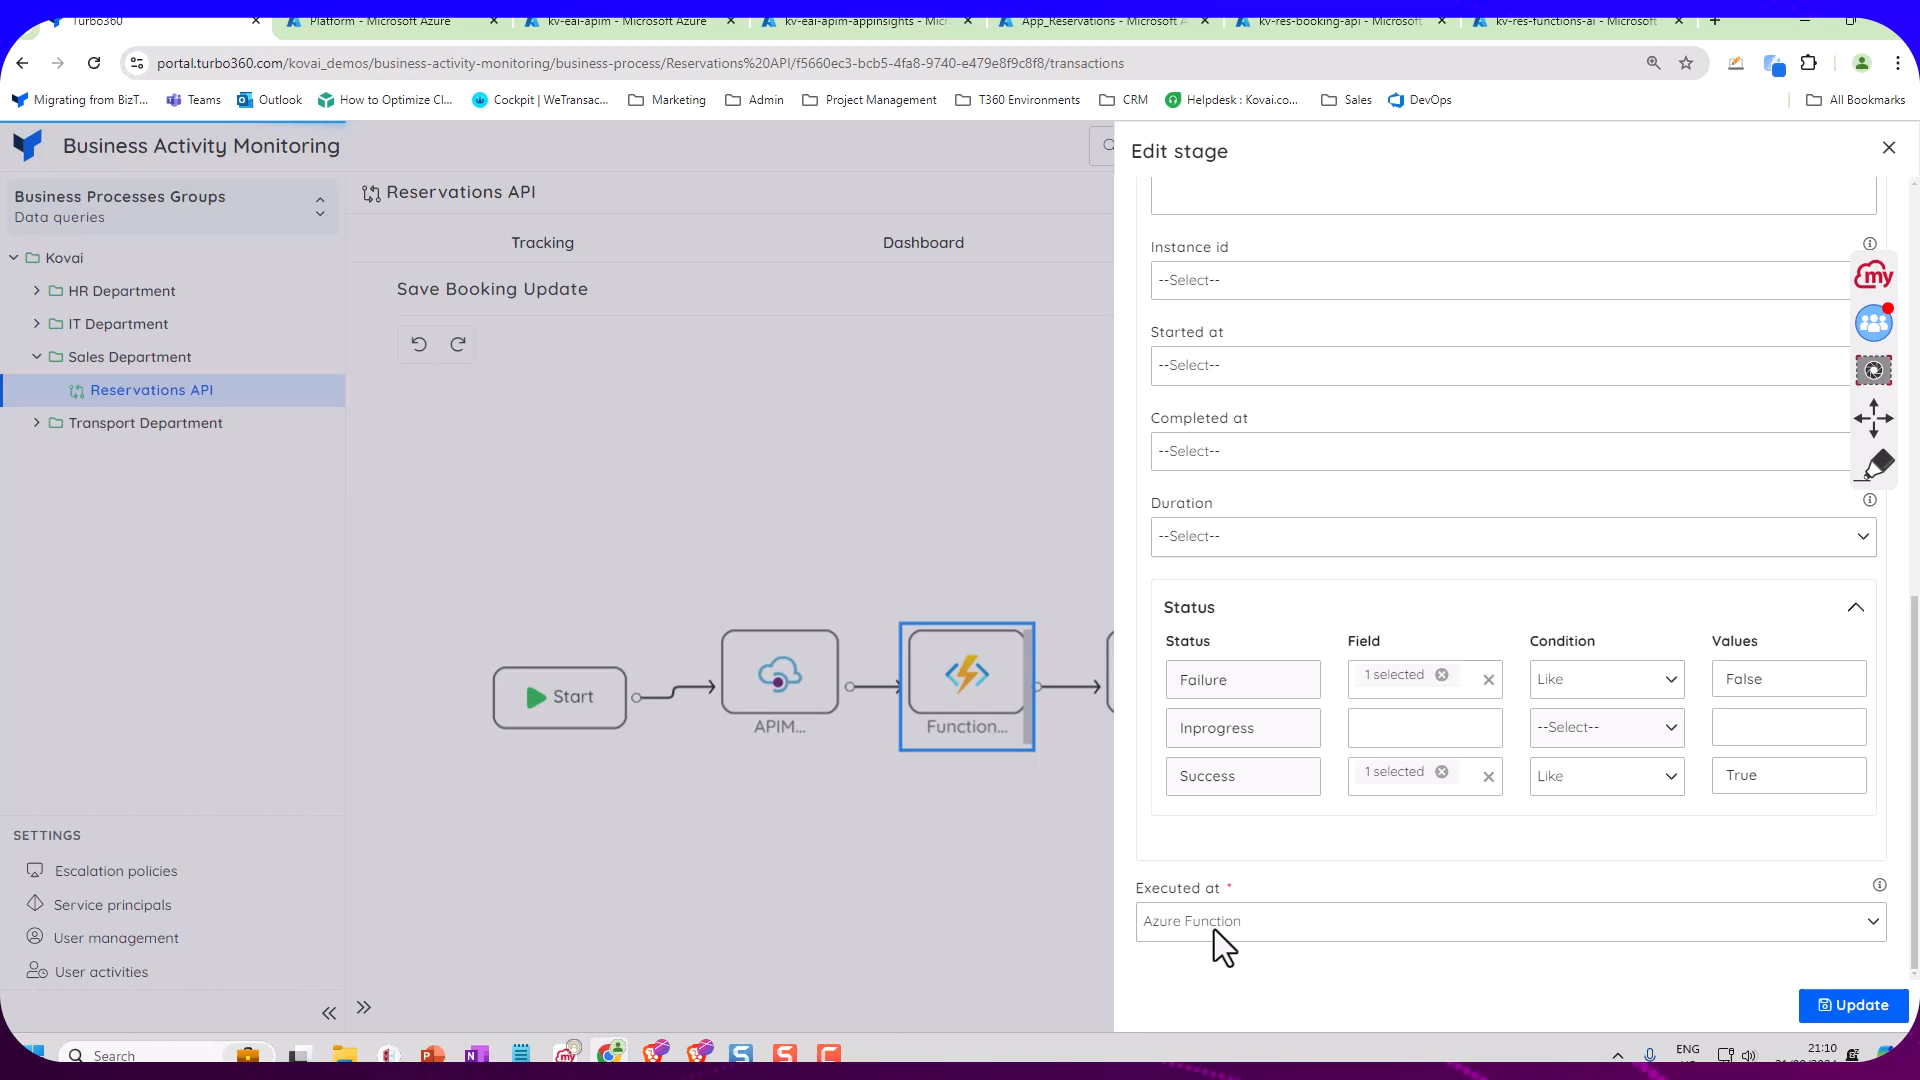 Turbo360
Platform - Microsoft Azure
kv-eai-apim - Microsoft Azure
kv-eai-apim-appinsights - Micr
App_Reservations - Microsoft A
kv-res-booking-api - Microsoft
kv-res-functions-ai - Microsoft
portal.turbo360.com/kovai_demos/business-activity-monitoring/business-process/Reservations%20API/f5660ec3-bcb5-4fa8-9740-e479e8f9c8f8/transactions
Migrating from BizT...
Teams
Outlook
How to Optimize Cl...
Cockpit | WeTransac...
Marketing
Admin
Project Management
T360 Environments
CRM
Helpdesk : Kovai.co...
Sales
DevOps
All Bookmarks
Business Activity Monitoring
Business Processes Groups
Data queries
Kovai
HR Department
IT Department
Sales Department
Reservations API
Transport Department
SETTINGS
Escalation policies
Service principals
User management
User activities
Reservations API
Tracking
Dashboard
Save Booking Update
Start
APIM...
Function...
Edit stage
Instance id
--Select--
Started at
--Select--
Completed at
--Select--
Duration
--Select--
Status
Status Field Condition Values
Failure 1 selected Like False
Inprogress --Select--
Success 1 selected Like True
Executed at *
Azure Function
Update
my
Search
my
ENG
21:10